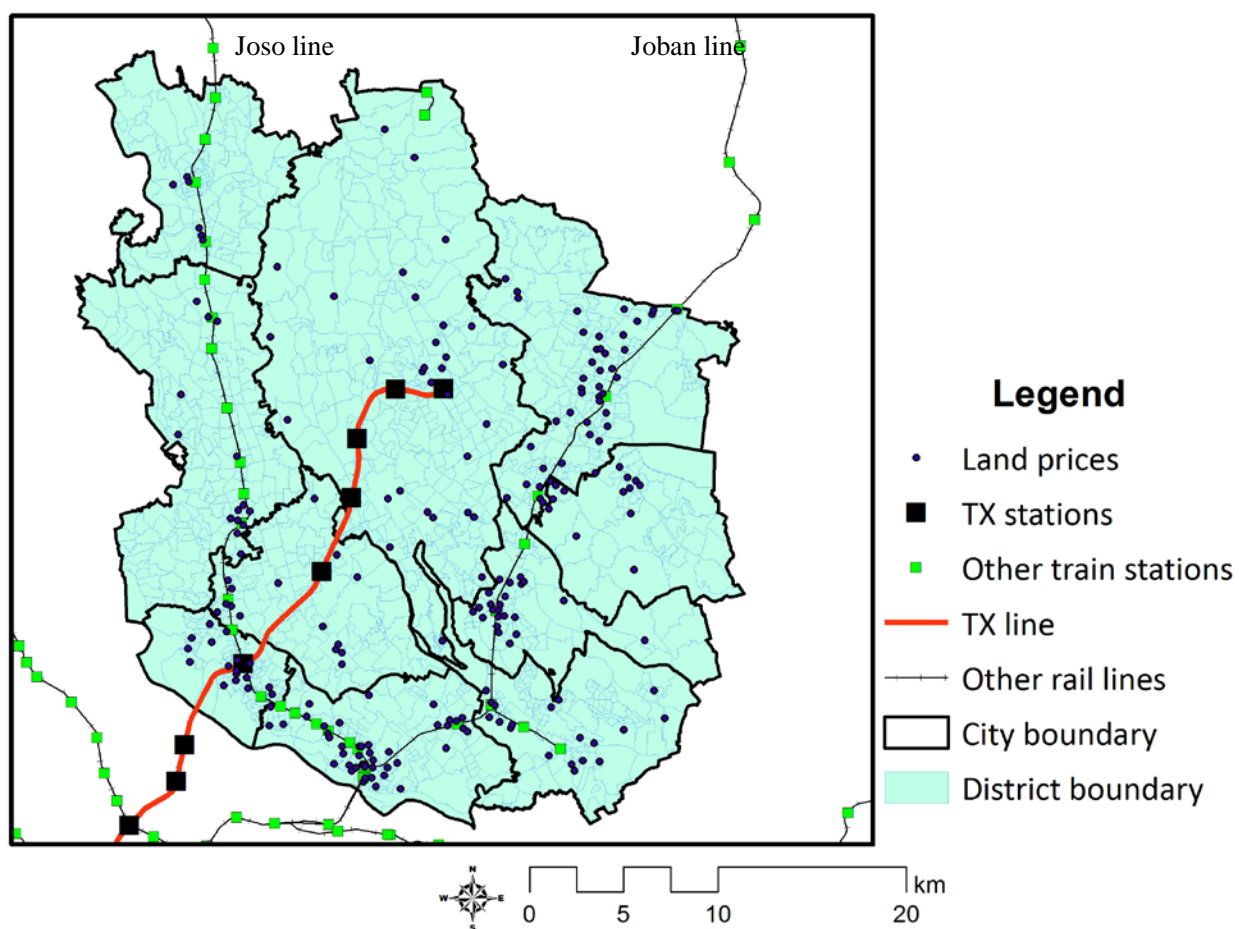 Joso line
Joban line
Legend
Land prices
TX stations
Other train stations
TX line
Other rail lines
City boundary
District boundary
N
W E
S
km
0 5 10 20